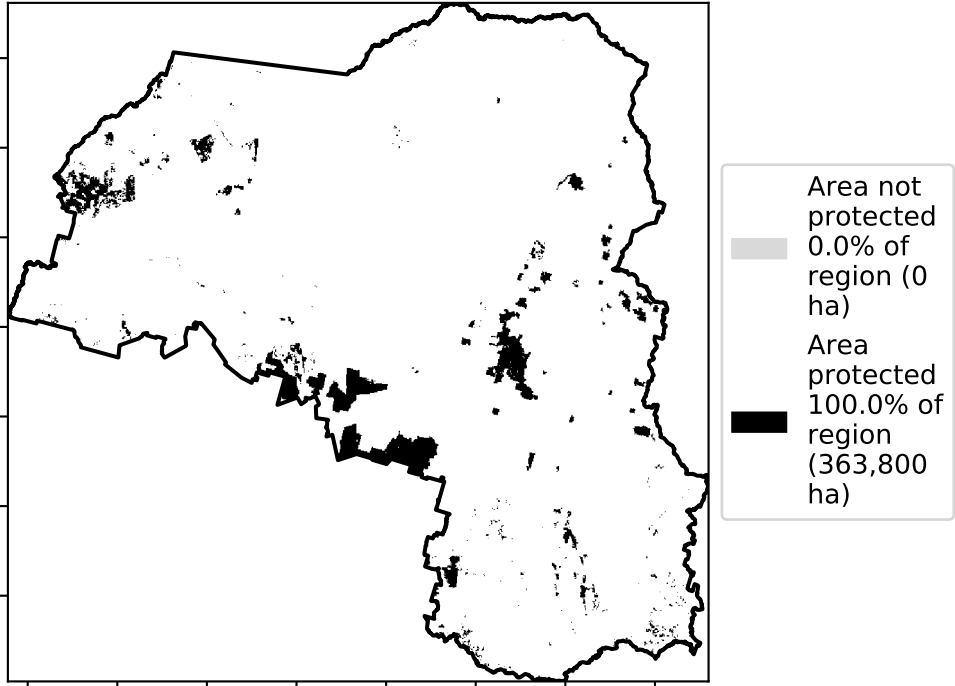 Area not
protected
0.0% of
region (0
ha)
Area
protected
100.0% of
region
(363,800
ha)